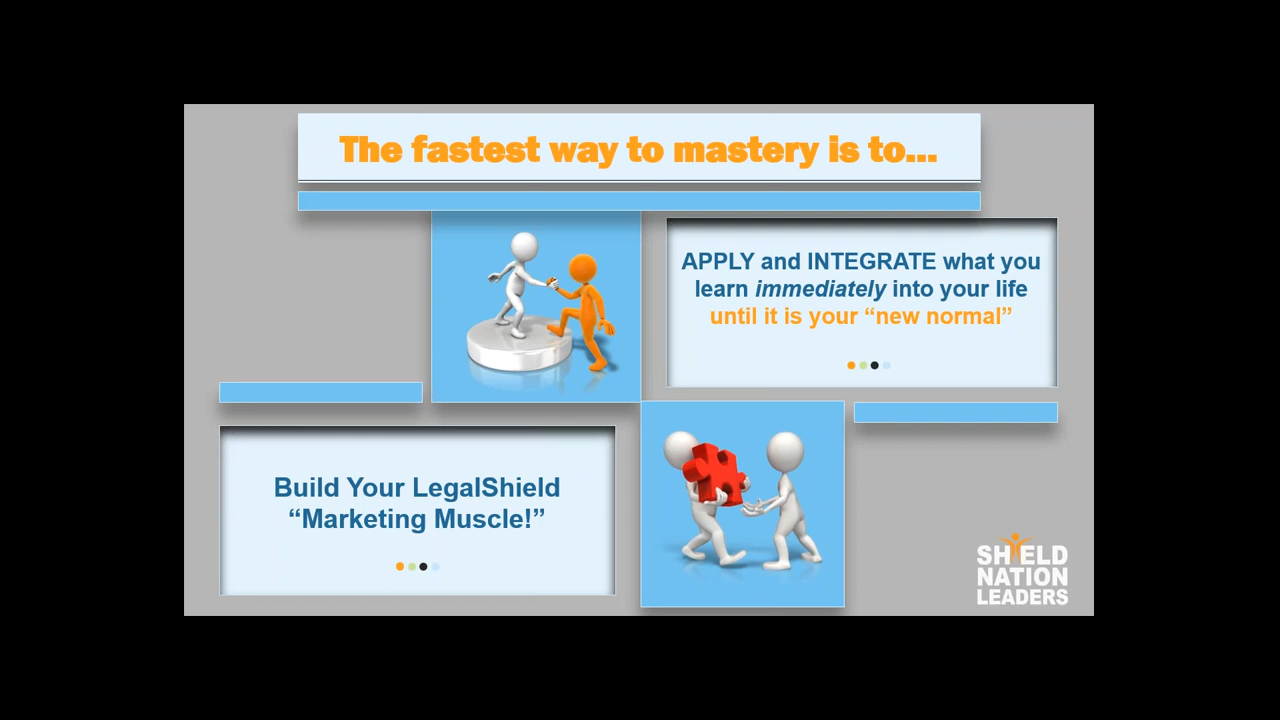 The fastest way to mastery is to...
APPLY and INTEGRATE what you
learn immediately into your life
until it is your “new normal”
Build Your LegalShield
“Marketing Muscle!”
SHIELD
NATION
LEADERS